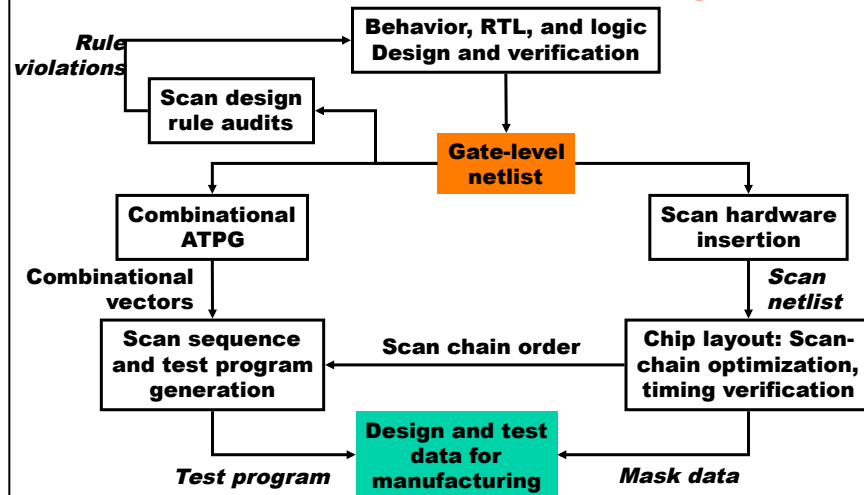 Behavior, RTL, and logic
Design and verification
Rule
violations
Scan design
rule audits
Gate-level
netlist
Combinational
ATPG
Scan hardware
insertion
Combinational
vectors
Scan
netlist
Scan sequence
and test program
generation
Scan chain order
Chip layout: Scan-
chain optimization,
timing verification
Design and test
data for
manufacturing
Test program
Mask data